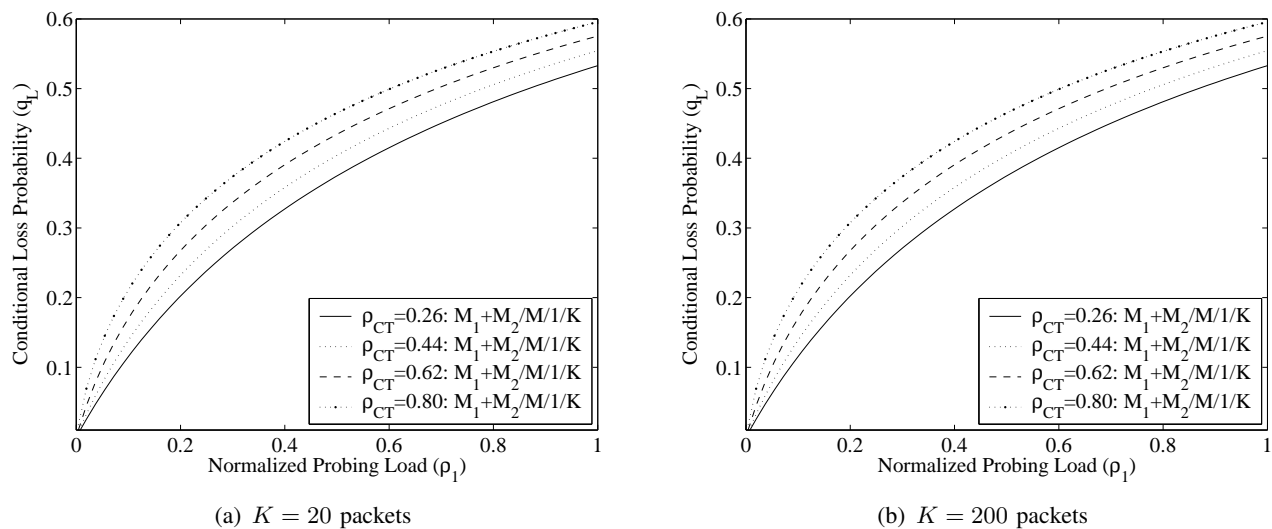 0.6
0.5
0.4
0.3
0.2
0.1
Conditional Loss Probability (q_L)
0
0.2
0.4
0.6
0.8
1
Normalized Probing Load (ρ_1)
ρ_CT=0.26: M_1+M_2/M/1/K
ρ_CT=0.44: M_1+M_2/M/1/K
ρ_CT=0.62: M_1+M_2/M/1/K
ρ_CT=0.80: M_1+M_2/M/1/K
(a) K = 20 packets
0.6
0.5
0.4
0.3
0.2
0.1
Conditional Loss Probability (q_L)
0
0.2
0.4
0.6
0.8
1
Normalized Probing Load (ρ_1)
ρ_CT=0.26: M_1+M_2/M/1/K
ρ_CT=0.44: M_1+M_2/M/1/K
ρ_CT=0.62: M_1+M_2/M/1/K
ρ_CT=0.80: M_1+M_2/M/1/K
(b) K = 200 packets